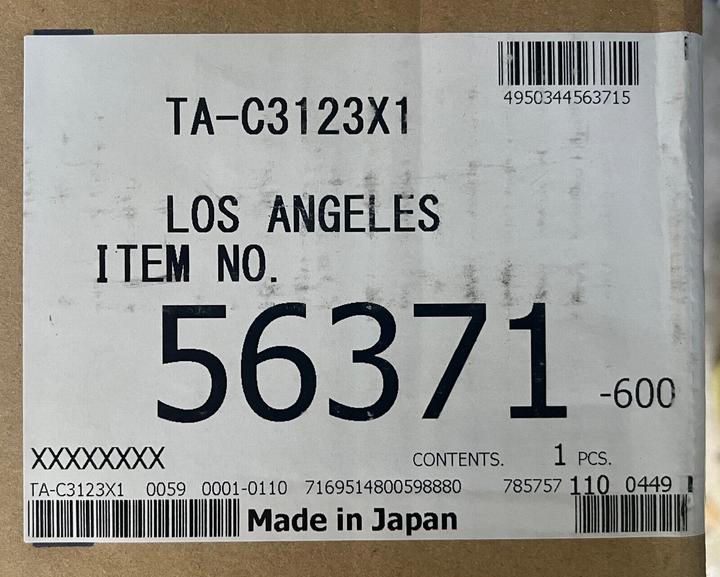 4950344563715
TA-C3123X1
LOS ANGELES
ITEM NO.
56371 -600
XXXXXXXX CONTENTS. 1 PCS.
TA-C3123X1 0059 0001-0110 7169514800598880 785757 110 0449
Made in Japan